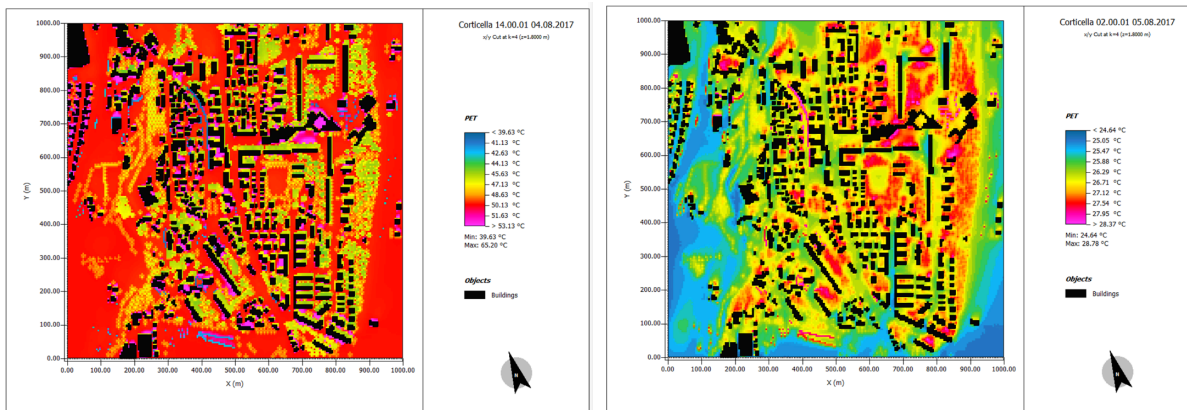 Corticella 14.00.01 04.08.2017
x/y Cut at k=4 (z=1.8000 m)
PET
< 39.63 °C
41.13 °C
42.63 °C
44.13 °C
45.63 °C
47.13 °C
48.63 °C
50.13 °C
51.63 °C
> 53.13 °C
Min: 39.63 °C
Max: 65.20 °C
Objects
Buildings
N
Y (m)
1000.00
900.00
800.00
700.00
600.00
500.00
400.00
300.00
200.00
100.00
0.00
0.00 100.00 200.00 300.00 400.00 500.00 600.00 700.00 800.00 900.00 1000.00
X (m)
Corticella 02.00.01 05.08.2017
x/y Cut at k=4 (z=1.8000 m)
PET
< 24.64 °C
25.05 °C
25.47 °C
25.88 °C
26.29 °C
26.71 °C
27.12 °C
27.54 °C
27.95 °C
> 28.37 °C
Min: 24.64 °C
Max: 28.78 °C
Objects
Buildings
N
Y (m)
1000.00
900.00
800.00
700.00
600.00
500.00
400.00
300.00
200.00
100.00
0.00
0.00 100.00 200.00 300.00 400.00 500.00 600.00 700.00 800.00 900.00 1000.00
X (m)